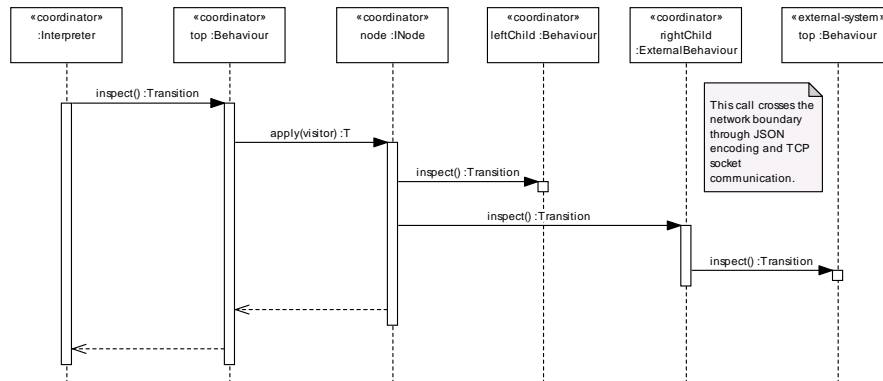 «coordinator»
:Interpreter
«coordinator»
top :Behaviour
«coordinator»
node :INode
«coordinator»
leftChild :Behaviour
«coordinator»
rightChild
:ExternalBehaviour
«external-system»
top :Behaviour
This call crosses the
network boundary
through JSON
encoding and TCP
socket
communication.
inspect() :Transition
apply(visitor) :T
inspect() :Transition
inspect() :Transition
inspect() :Transition